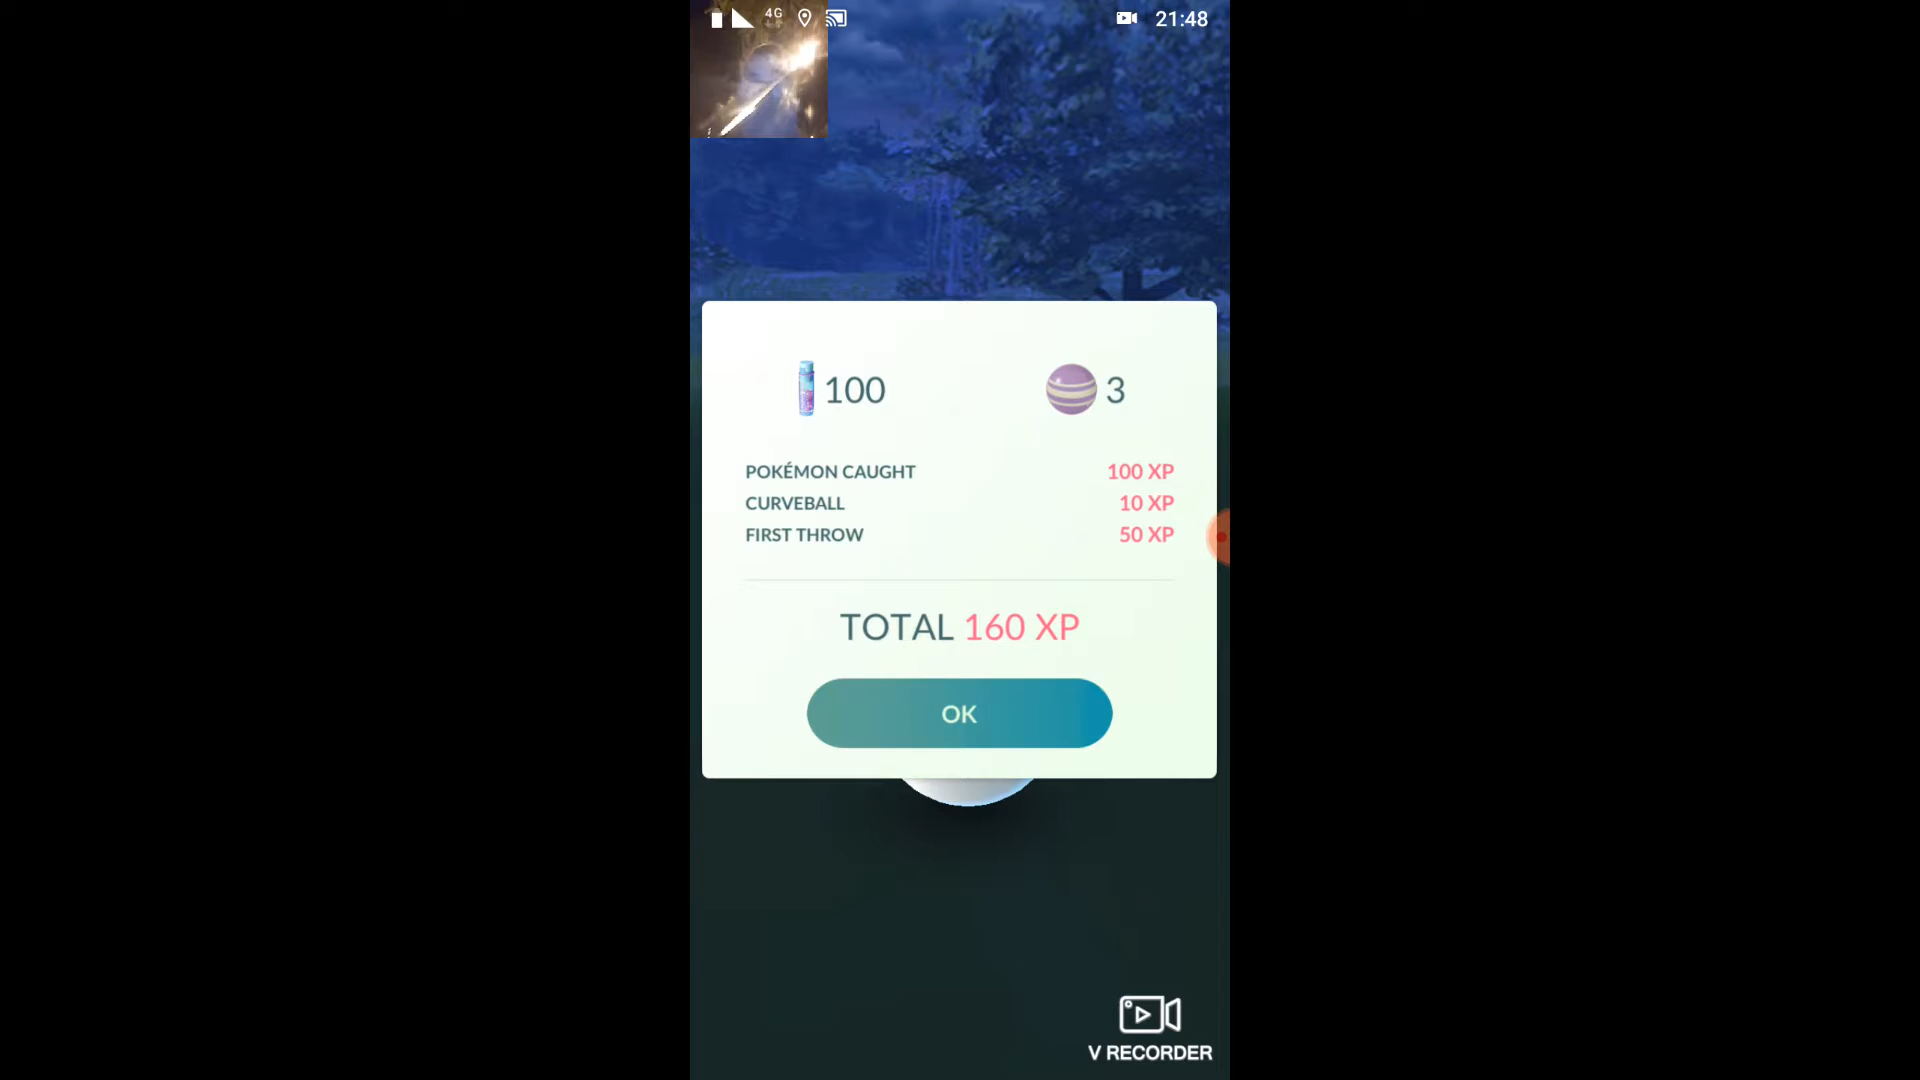 4G 21:48
100 3
POKÉMON CAUGHT 100 XP
CURVEBALL 10 XP
FIRST THROW 50 XP
TOTAL 160 XP
OK
V RECORDER